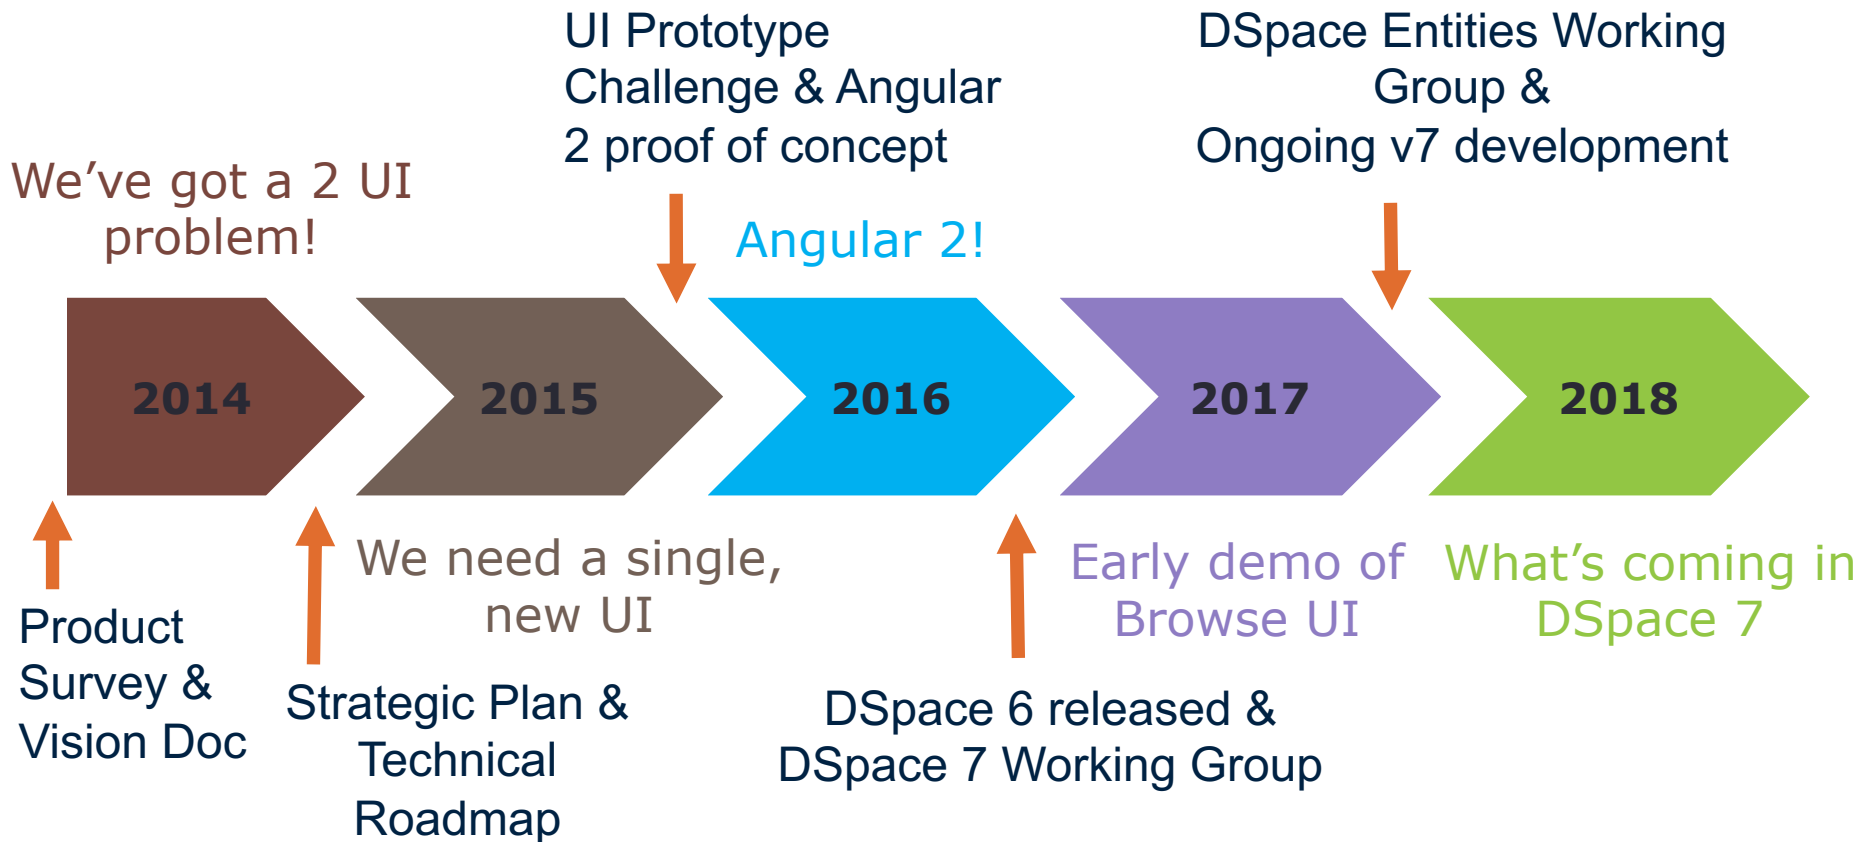 UI Prototype
Challenge & Angular
2 proof of concept
DSpace Entities Working
Group &
Ongoing v7 development
We’ve got a 2 UI
problem!
Angular 2!
2014
2015
2016
2017
2018
We need a single,
new UI
Early demo of
Browse UI
What’s coming in
DSpace 7
Product
Survey &
Vision Doc
Strategic Plan &
Technical
Roadmap
DSpace 6 released &
DSpace 7 Working Group